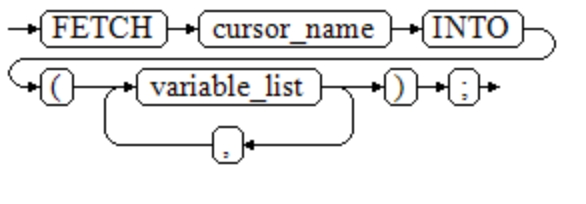 FETCH cursor_name INTO
( variable_list ) ;
,